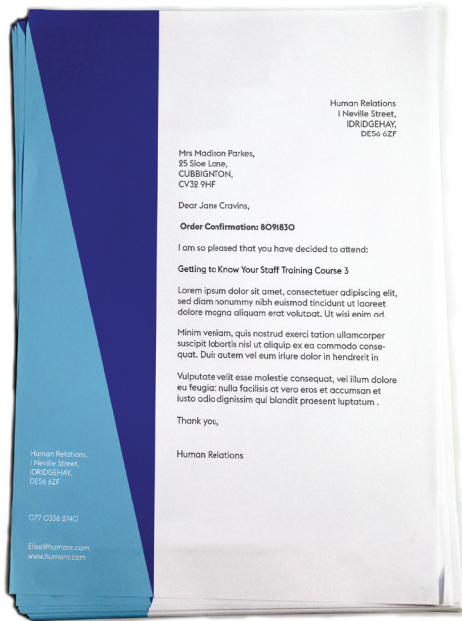 Human Relations
1 Neville Street,
IDRIDGEHAY,
DE56 6ZF
Mrs Madison Parkes,
25 Sloe Lane,
CUBBIGNTON,
CV32 9HF
Dear Jane Cravins,
Order Confirmation: 8091830
I am so pleased that you have decided to attend:
Getting to Know Your Staff Training Course 3
Lorem ipsum dolor sit amet, consectetuer adipiscing elit,
sed diam nonummy nibh euismod tincidunt ut laoreet
dolore magna aliquam erat volutpat. Ut wisi enim ad
Minim veniam, quis nostrud exerci tation ullamcorper
suscipit lobortis nisl ut aliquip ex ea commodo conse-
quat. Duis autem vel eum iriure dolor in hendrerit in
Vulputate velit esse molestie consequat, vel illum dolore
eu feugiat nulla facilisis at vero eros et accumsan et
iusto odio dignissim qui blandit praesent luptatum .
Thank you,
Human Relations
Human Relations,
1 Neville Street,
IDRIDGEHAY,
DE56 6ZF
077 0336 2740
Elise@humanr.com
www.humanr.com